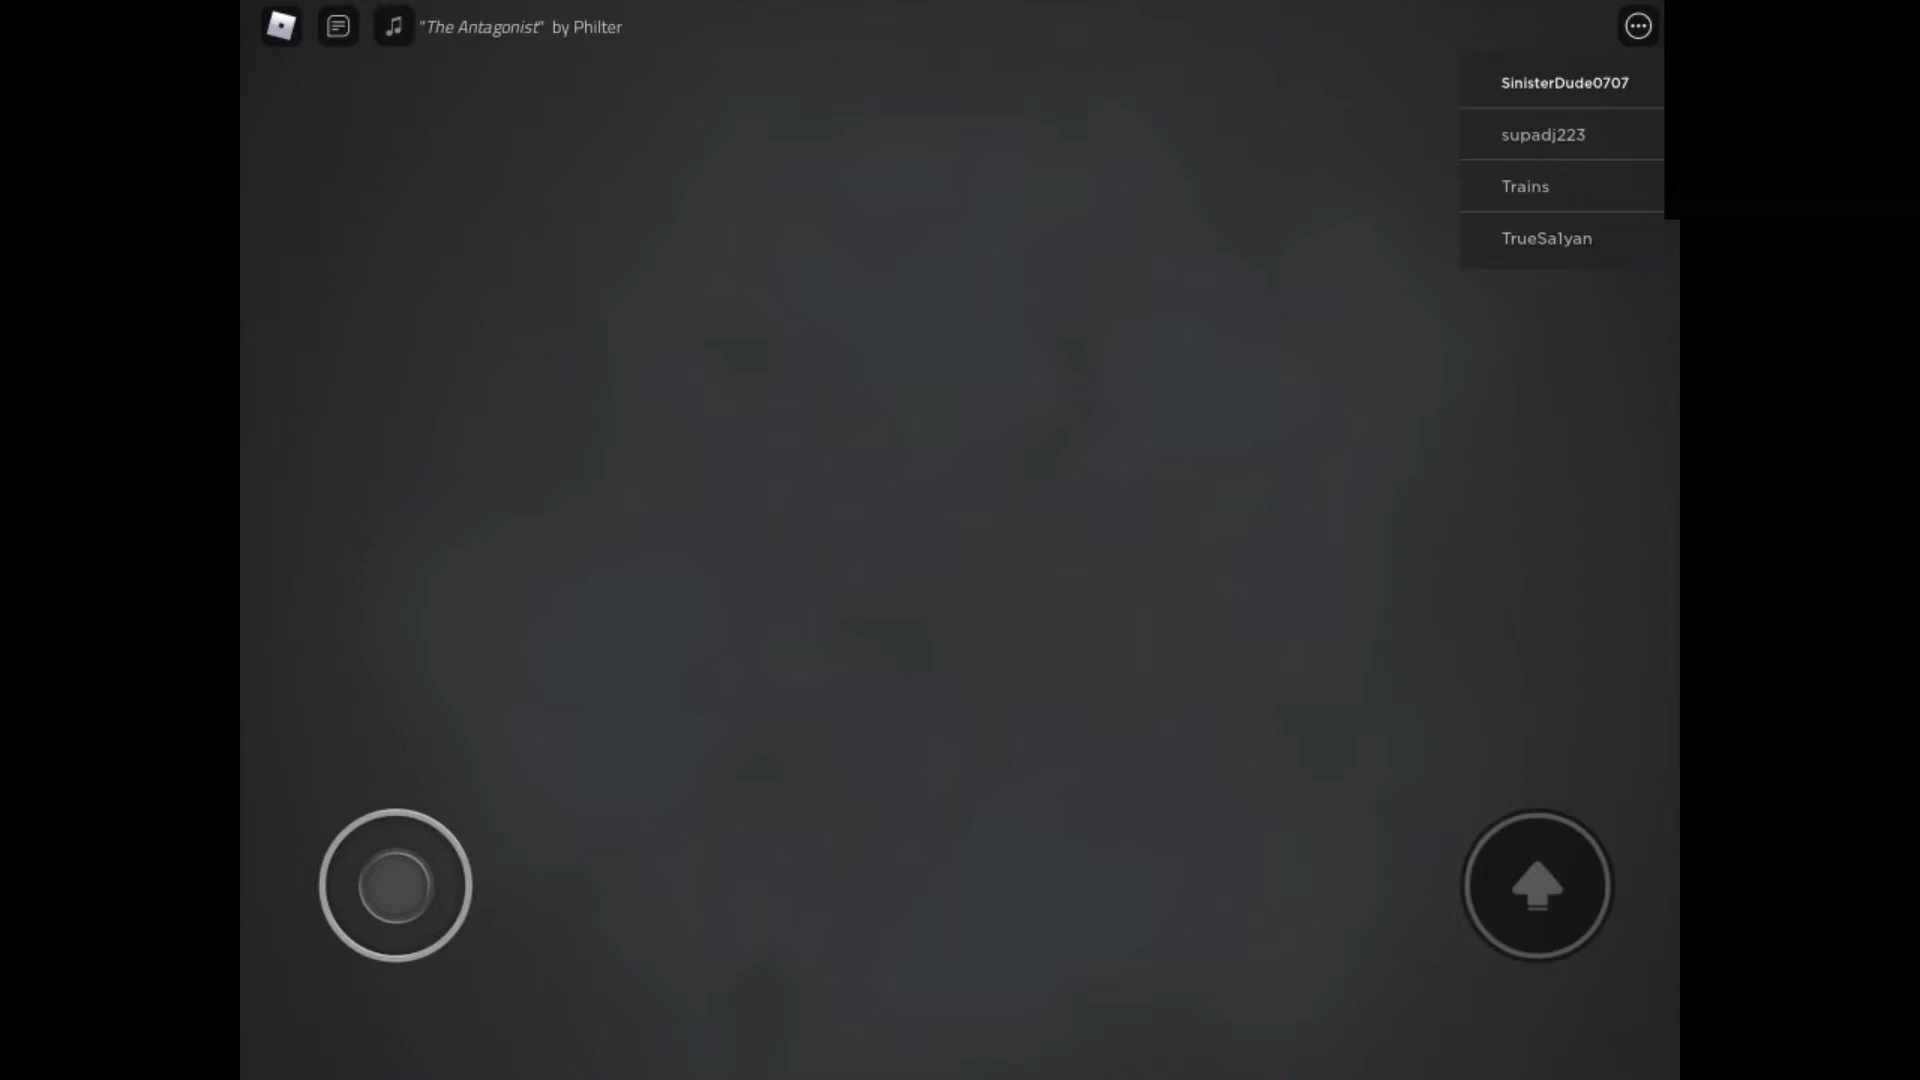 "The Antagonist" by Philter
SinisterDude0707
supadj223
Trains
TrueSa1yan